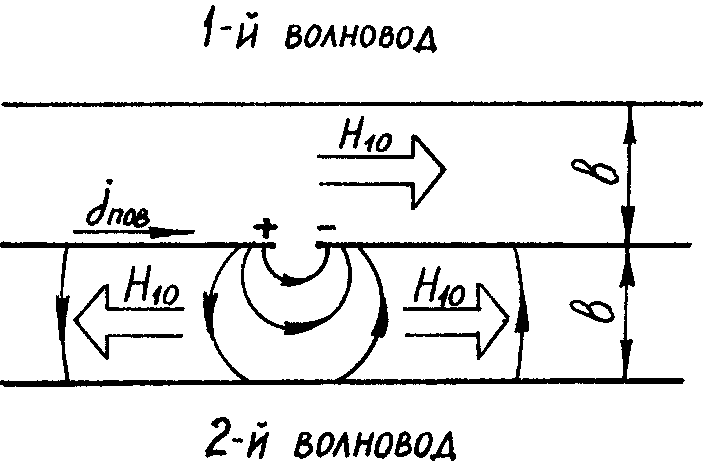 1-й волновод
H₁₀
в
jпов
+ -
H₁₀
H₁₀
в
2-й волновод